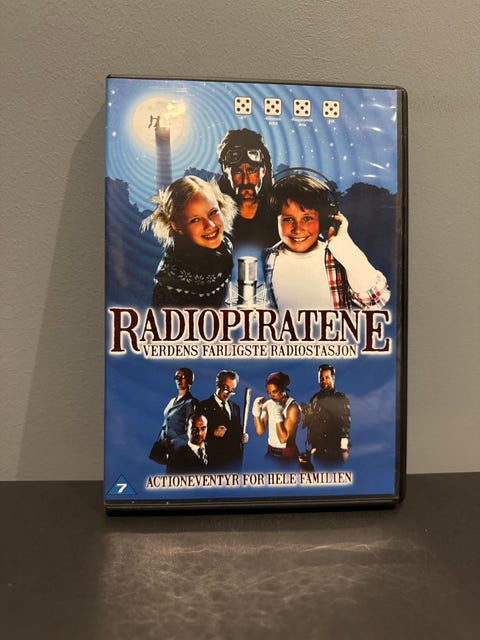 RADIOPIRATENE
VERDENS FARLIGSTE RADIOSTASJON
ACTIONEVENTYR FOR HELE FAMILIEN
7